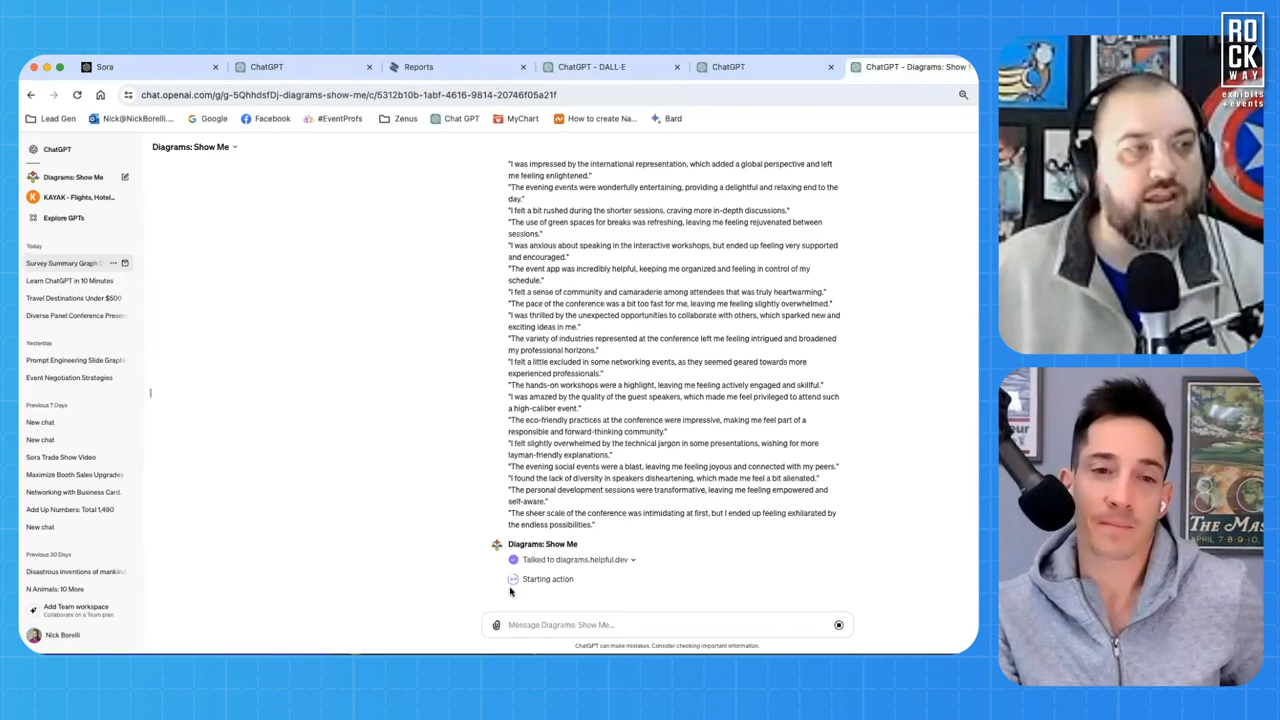 Sora
ChatGPT
Reports
ChatGPT - DALL·E
ChatGPT
ChatGPT - Diagrams: Show
chat.openai.com/g/g-5QhhdsfDj-diagrams-show-me/c/5312b10b-1abf-4616-9814-20746f05a21f
Lead Gen
Nick@NickBorelli....
Google
Facebook
#EventProfs
Zenus
Chat GPT
MyChart
How to create Na...
Bard
ChatGPT
Diagrams: Show Me
KAYAK - Flights, Hotel...
Explore GPTs
Today
Survey Summary Graph
Learn ChatGPT in 10 Minutes
Travel Destinations Under $500
Diverse Panel Conference Presen
Yesterday
Prompt Engineering Slide Graphi
Event Negotiation Strategies
Previous 7 Days
New chat
New chat
Sora Trade Show Video
Maximize Booth Sales Upgrades
Networking with Business Card.
Add Up Numbers: Total 1,490
New chat
Previous 30 Days
Disastrous inventions of mankind
N Animals: 10 More
Add Team workspace
Collaborate on a Team plan
Nick Borelli
Diagrams: Show Me
"I was impressed by the international representation, which added a global perspective and left
me feeling enlightened."
"The evening events were wonderfully entertaining, providing a delightful and relaxing end to the
day."
"I felt a bit rushed during the shorter sessions, craving more in-depth discussions."
"The use of green spaces for breaks was refreshing, leaving me feeling rejuvenated between
sessions."
"I was anxious about speaking in the interactive workshops, but ended up feeling very supported
and encouraged."
"The event app was incredibly helpful, keeping me organized and feeling in control of my
schedule."
"I felt a sense of community and camaraderie among attendees that was truly heartwarming."
"The pace of the conference was a bit too fast for me, leaving me feeling slightly overwhelmed."
"I was thrilled by the unexpected opportunities to collaborate with others, which sparked new and
exciting ideas in me."
"The variety of industries represented at the conference left me feeling intrigued and broadened
my professional horizons."
"I felt a little excluded in some networking events, as they seemed geared towards more
experienced professionals."
"The hands-on workshops were a highlight, leaving me feeling actively engaged and skillful."
"I was amazed by the quality of the guest speakers, which made me feel privileged to attend such
a high-caliber event."
"The eco-friendly practices at the conference were impressive, making me feel part of a
responsible and forward-thinking community."
"I felt slightly overwhelmed by the technical jargon in some presentations, wishing for more
layman-friendly explanations."
"The evening social events were a blast, leaving me feeling joyous and connected with my peers."
"I found the lack of diversity in speakers disheartening, which made me feel a bit alienated."
"The personal development sessions were transformative, leaving me feeling empowered and
self-aware."
"The sheer scale of the conference was intimidating at first, but I ended up feeling exhilarated by
the endless possibilities."
Diagrams: Show Me
Talked to diagrams.helpful.dev
Starting action
Message Diagrams: Show Me...
ChatGPT can make mistakes. Consider checking important information.
ROCK
WAY
exhibits
+events
THE MAS
APRIL 7-8-9-10,